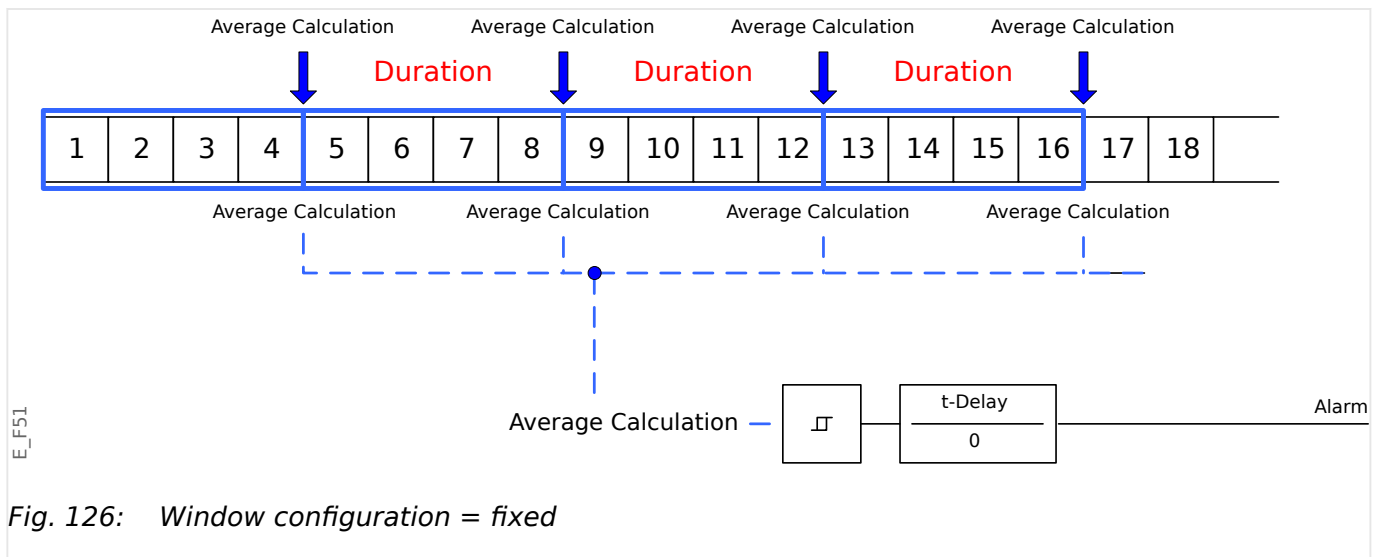 Average Calculation Average Calculation Average Calculation Average Calculation
Duration Duration Duration
1 2 3 4 5 6 7 8 9 10 11 12 13 14 15 16 17 18
Average Calculation Average Calculation Average Calculation Average Calculation
t-Delay
Alarm
Average Calculation
0
E_F51
Fig. 126: Window configuration = fixed